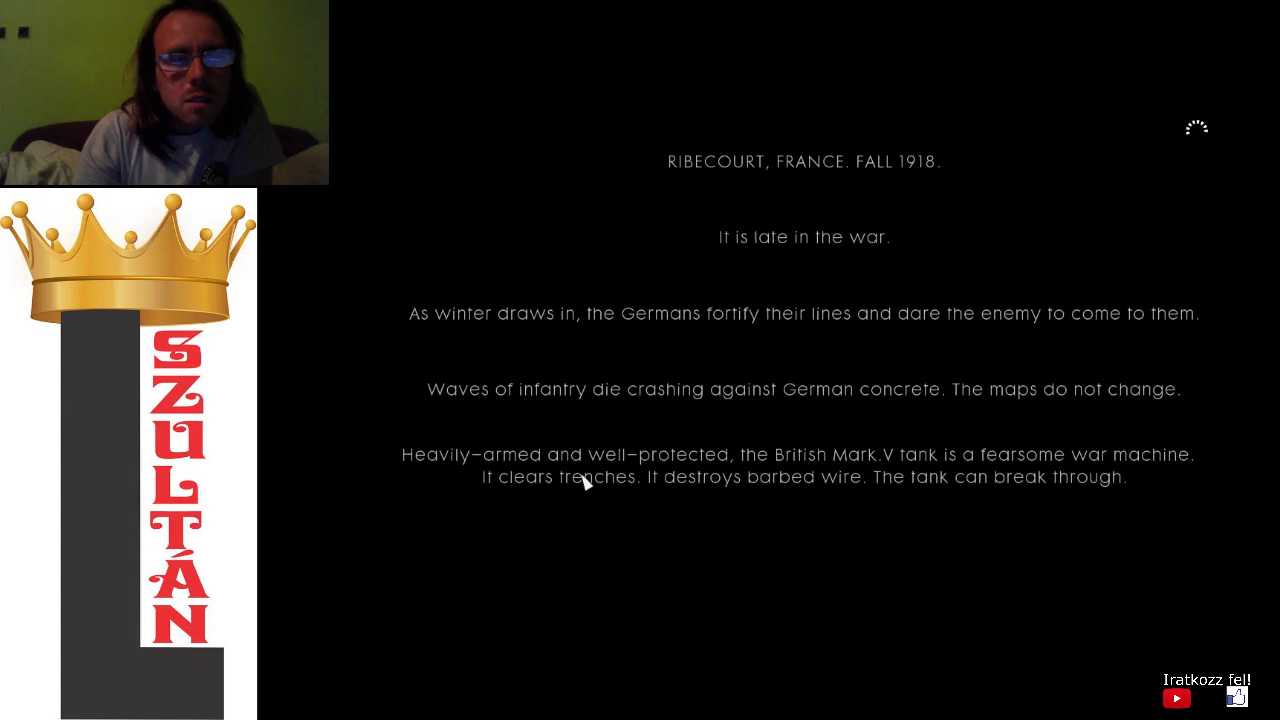 RIBECOURT, FRANCE. FALL 1918.
It is late in the war.
As winter draws in, the Germans fortify their lines and dare the enemy to come to them.
Waves of infantry die crashing against German concrete. The maps do not change.
Heavily-armed and well-protected, the British Mark.V tank is a fearsome war machine.
It clears trenches. It destroys barbed wire. The tank can break through.
L
SZULTÁN
Iratkozz fel!